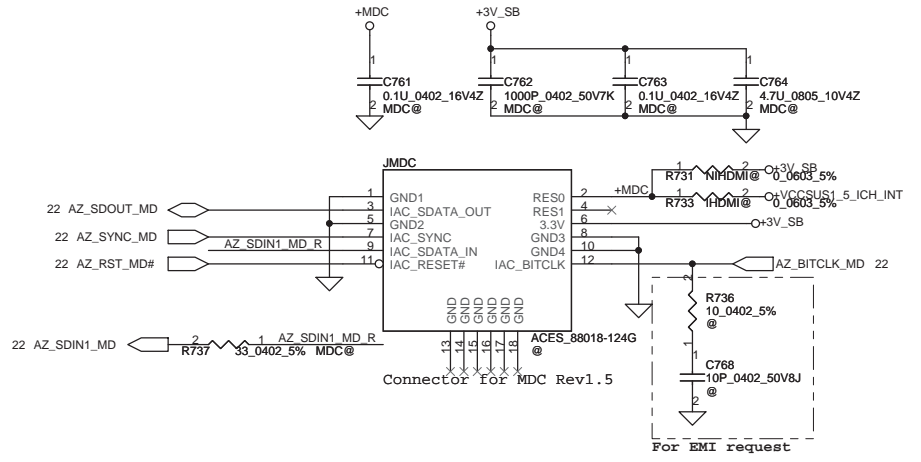 +MDC
+3V_SB
1
C761
0.1U_0402_16V4Z
2
MDC@
1
C762
1000P_0402_50V7K
2
MDC@
1
C763
0.1U_0402_16V4Z
2
MDC@
1
C764
4.7U_0805_10V4Z
2
MDC@
JMDC
1 GND1
3 IAC_SDATA_OUT
5 GND2
7 IAC_SYNC
9 IAC_SDATA_IN
11 IAC_RESET#
RES0 2
RES1 4
3.3V 6
GND3 8
GND4 10
IAC_BITCLK 12
GND GND GND GND GND GND
13 14 15 16 17 18
ACES_88018-124G
@
Connector for MDC Rev1.5
22 AZ_SDOUT_MD
22 AZ_SYNC_MD
AZ_SDIN1_MD_R
22 AZ_RST_MD#
22 AZ_SDIN1_MD
2 1
R737 33_0402_5% MDC@
AZ_SDIN1_MD_R
+MDC
1 2 +3V_SB
R731 NIHDMI@ 0_0603_5%
1 2 +VCCSUS1_5_ICH_INT
R733 IHDMI@ 0_0603_5%
+3V_SB
AZ_BITCLK_MD 22
2
R736
10_0402_5%
@
1
1
C768
10P_0402_50V8J
@
2
For EMI request